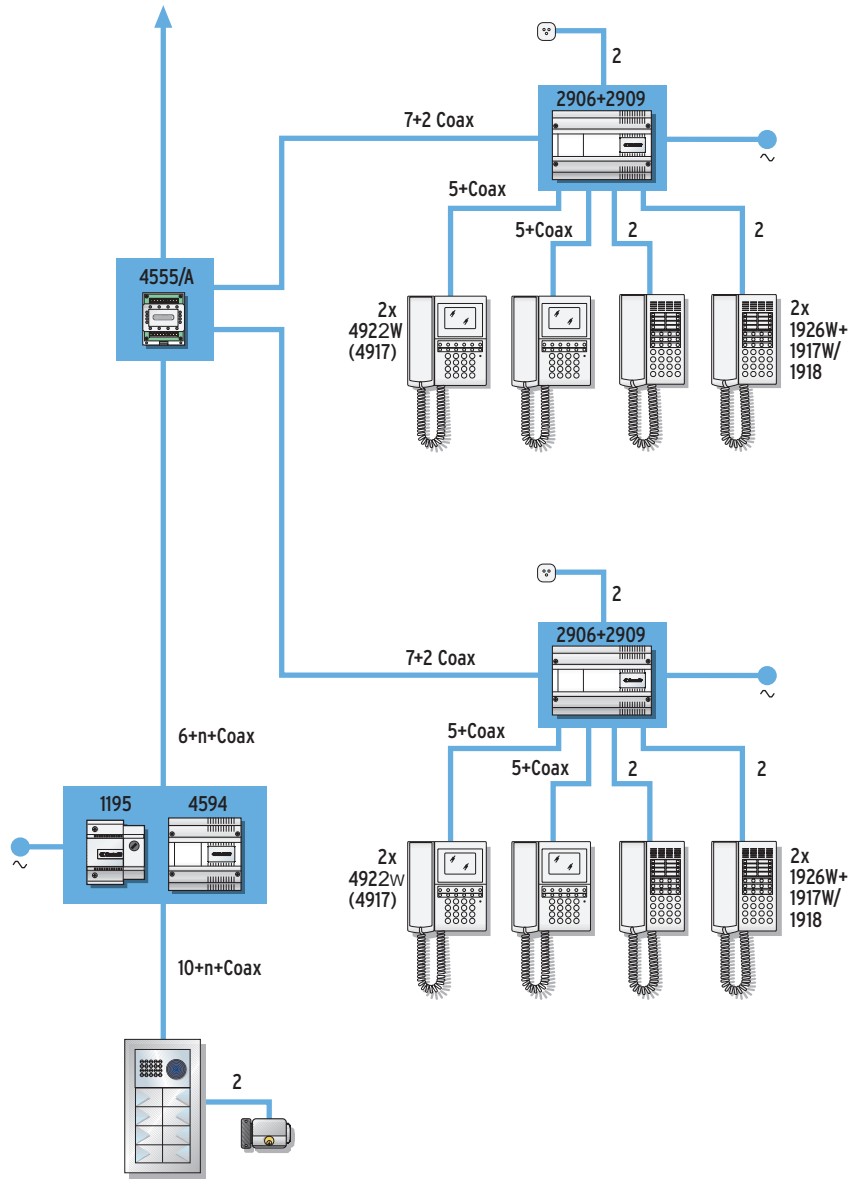 2
2906+2909
7+2 Coax
~
5+Coax
5+Coax
2
2
4555/A
2x
4922W
(4917)
2x
1926W+
1917W/
1918
2
2906+2909
7+2 Coax
~
6+n+Coax
5+Coax
5+Coax
2
2
1195
4594
~
2x
4922W
(4917)
2x
1926W+
1917W/
1918
10+n+Coax
2